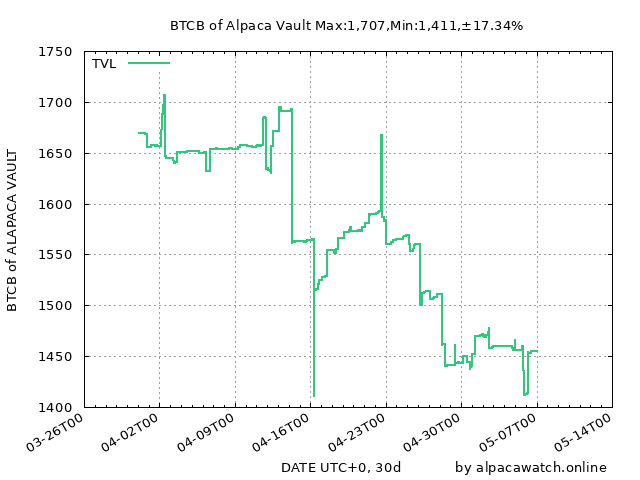 BTCB of Alpaca Vault Max:1,707,Min:1,411,±17.34%
TVL
1750
1700
1650
1600
1550
1500
1450
1400
BTCB of ALAPACA VAULT
03-26T00 04-02T00 04-09T00 04-16T00 04-23T00 04-30T00 05-07T00 05-14T00
DATE UTC+0, 30d by alpacawatch.online